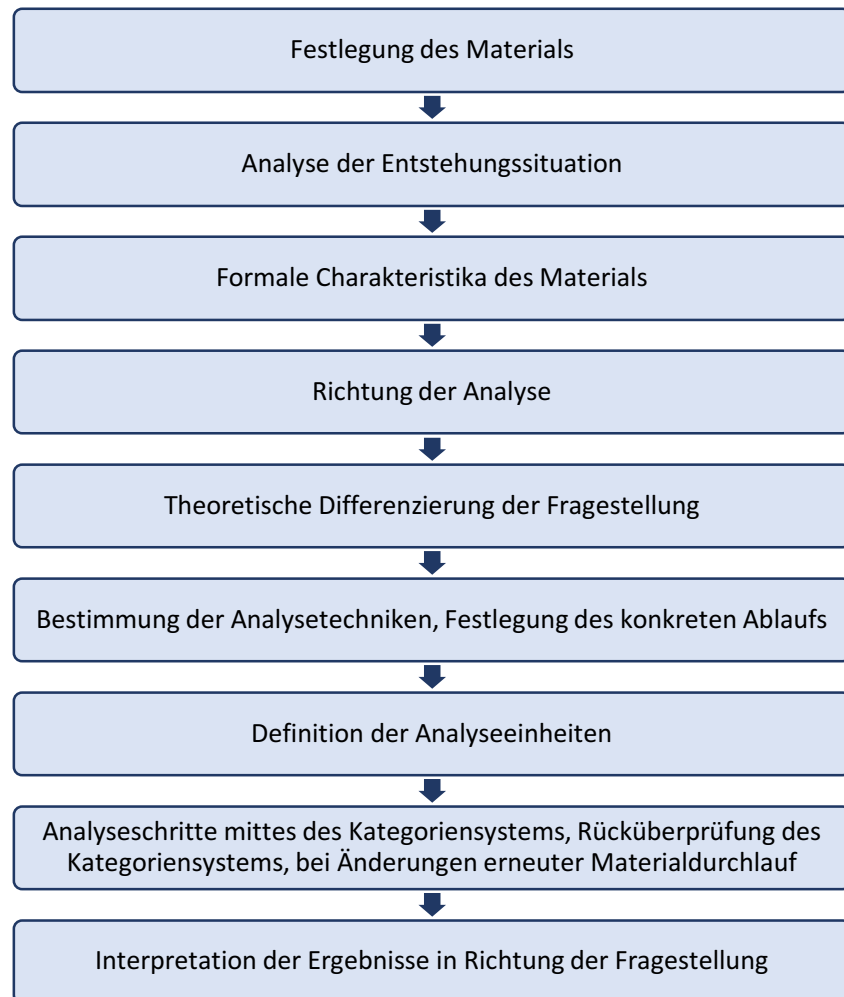 Festlegung des Materials
Analyse der Entstehungssituation
Formale Charakteristika des Materials
Richtung der Analyse
Theoretische Differenzierung der Fragestellung
Bestimmung der Analysetechniken, Festlegung des konkreten Ablaufs
Definition der Analyseeinheiten
Analyseschritte mittes des Kategoriensystems, Rücküberprüfung des
Kategoriensystems, bei Änderungen erneuter Materialdurchlauf
Interpretation der Ergebnisse in Richtung der Fragestellung